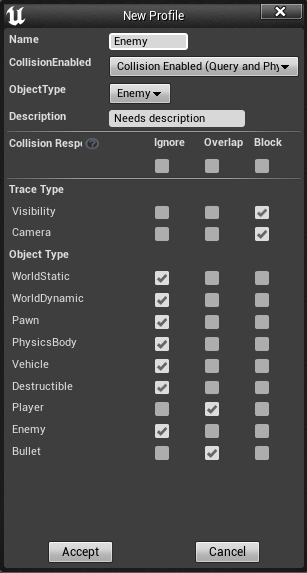 New Profile
Name Enemy
CollisionEnabled Collision Enabled (Query and Phy
ObjectType Enemy
Description Needs description
Collision Respo ? Ignore Overlap Block
Trace Type
Visibility
Camera
Object Type
WorldStatic
WorldDynamic
Pawn
PhysicsBody
Vehicle
Destructible
Player
Enemy
Bullet
Accept Cancel